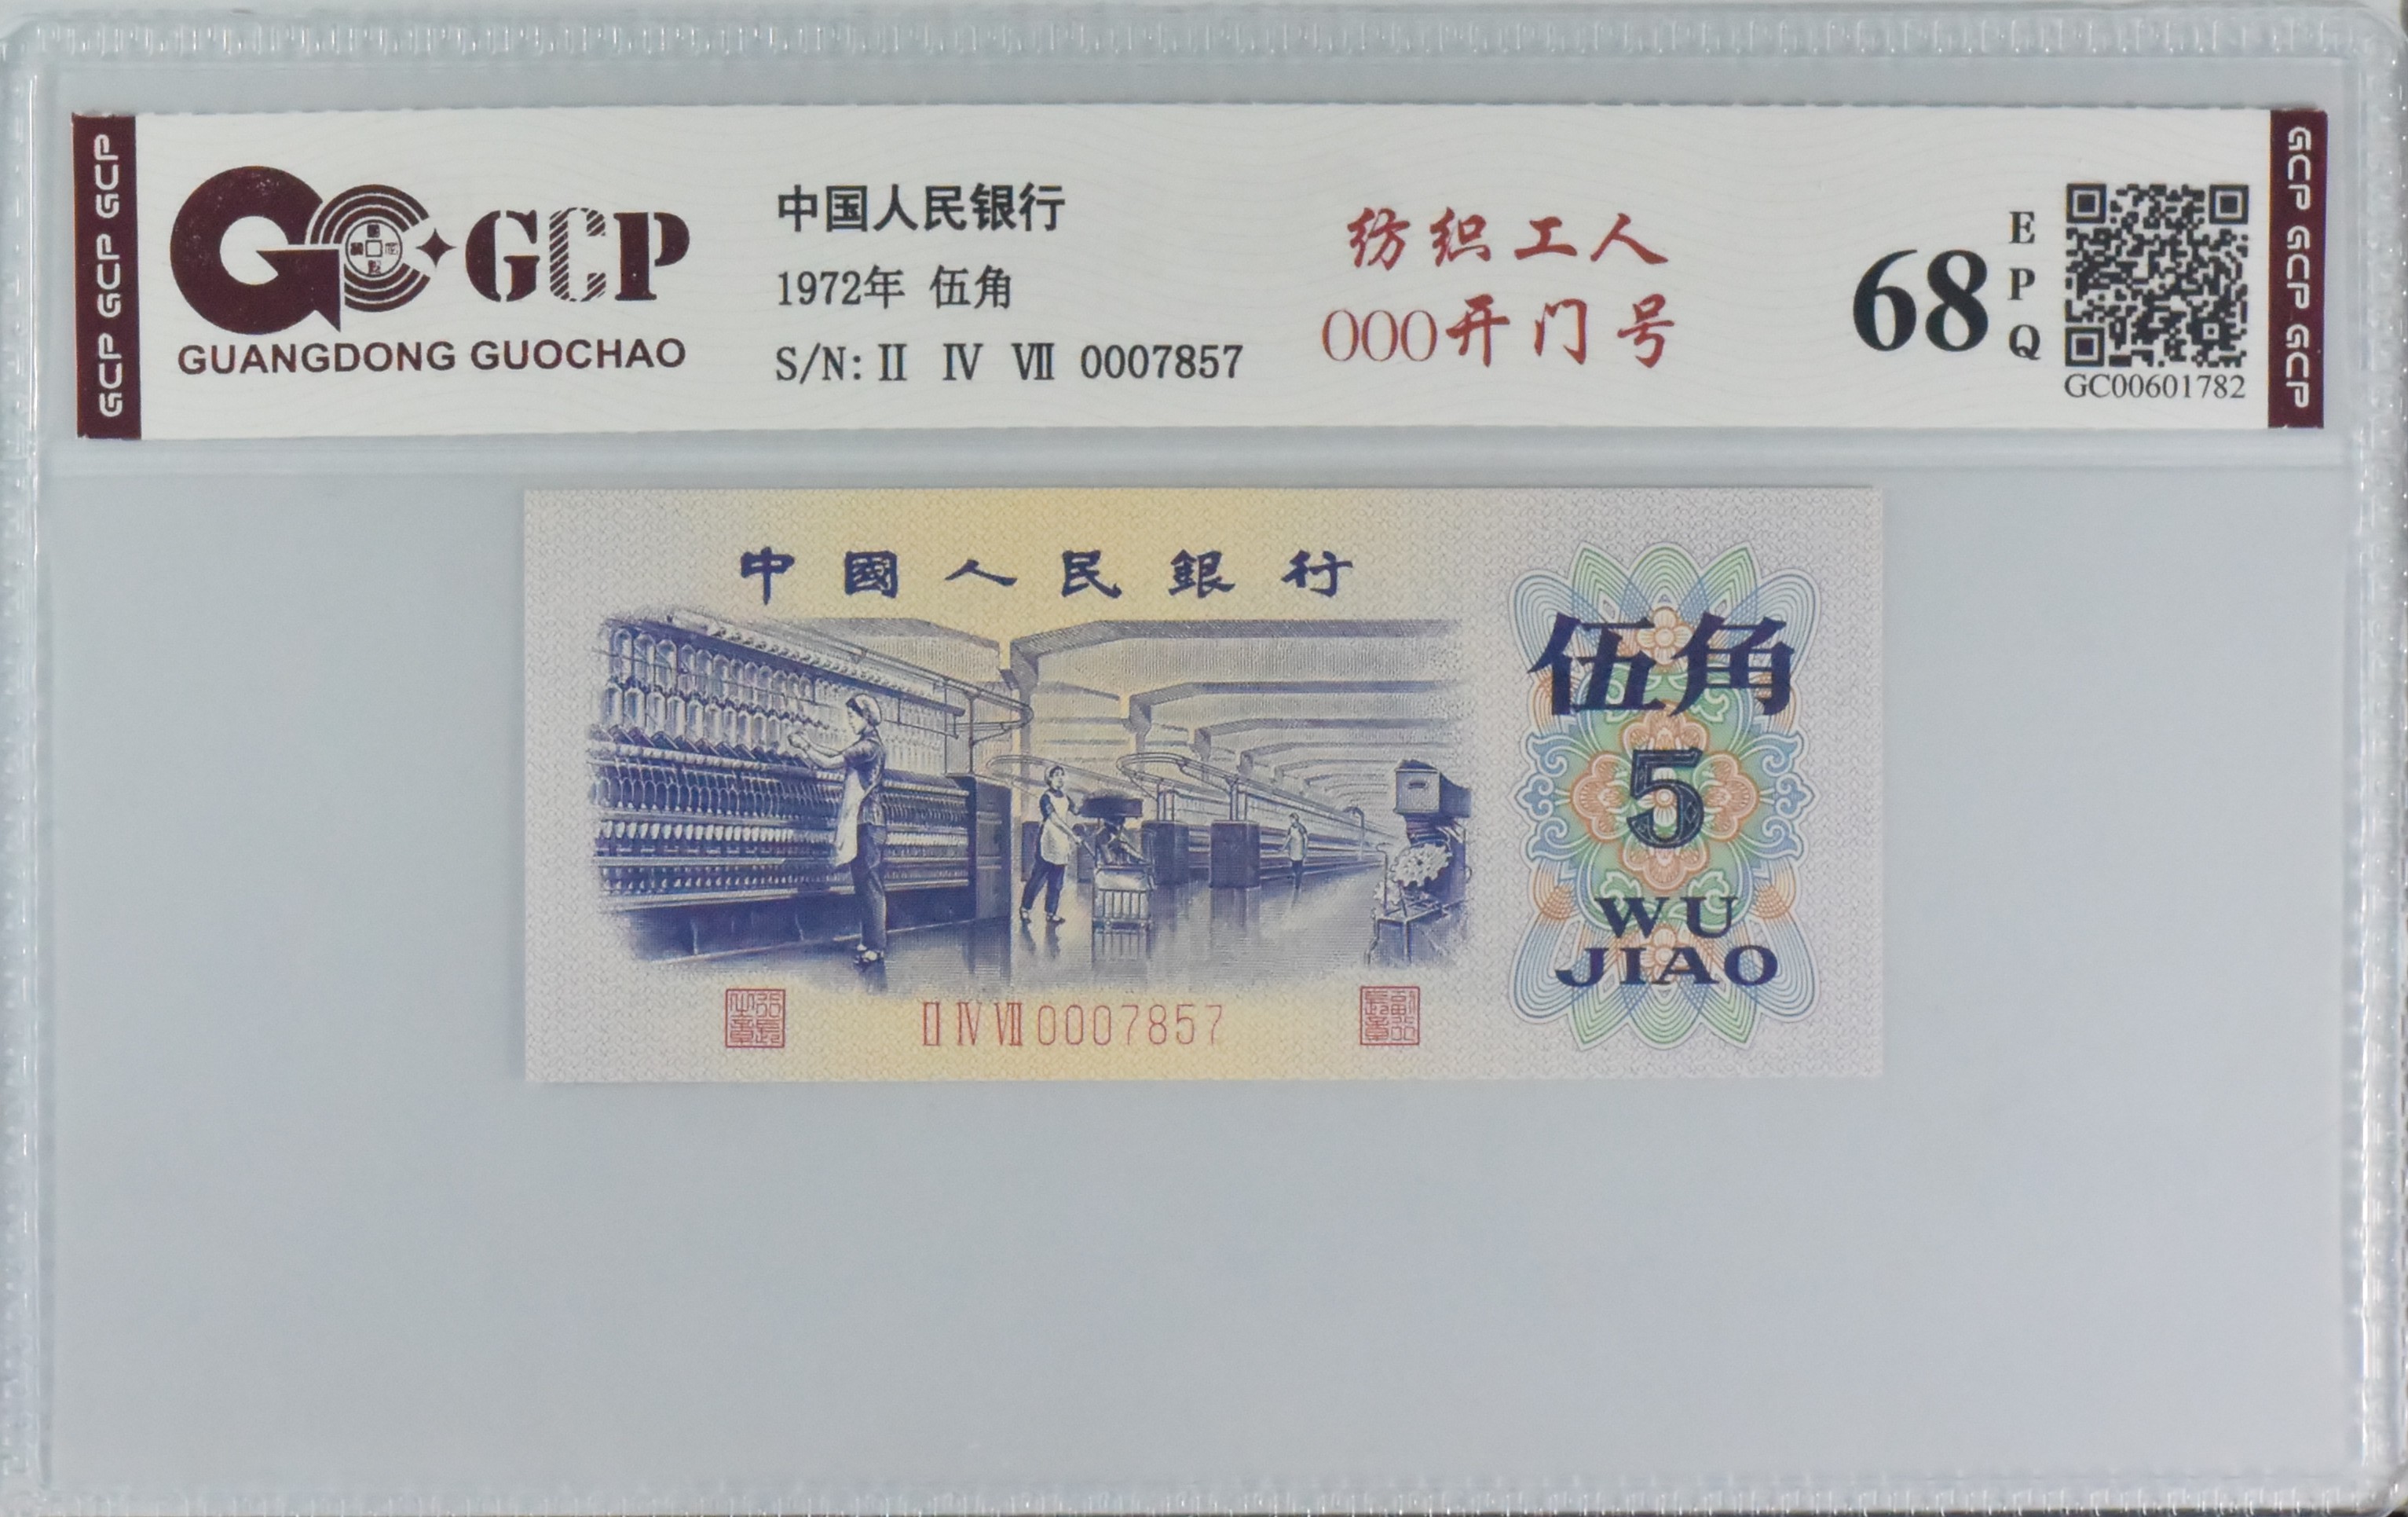 GCP GCP GCP
GCP
GUANGDONG GUOCHAO
中国人民银行
1972年 伍角
S/N: II IV VII 0007857
纺织工人
000开门号
68
EPQ
GC00601782
GCP GCP GCP
中國人民銀行
伍角
5
WU
JIAO
II IV VII 0007857